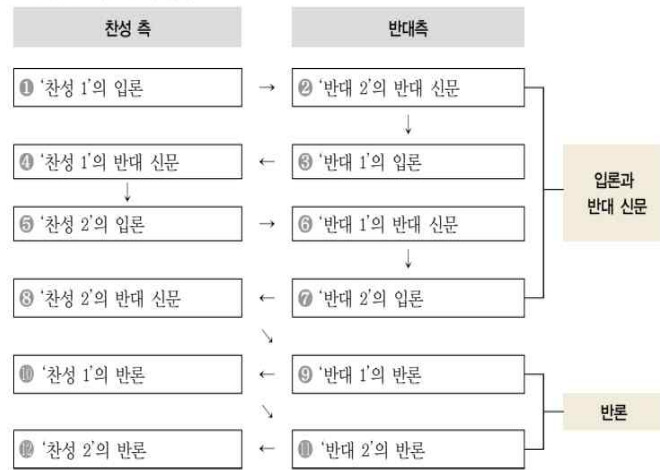 찬성 측
반대측
❶ '찬성 1'의 입론 → ❷ '반대 2'의 반대 신문
↓
❹ '찬성 1'의 반대 신문 ← ❸ '반대 1'의 입론
↓
❺ '찬성 2'의 입론 → ❻ '반대 1'의 반대 신문
↓
❽ '찬성 2'의 반대 신문 ← ❼ '반대 2'의 입론
↘
❿ '찬성 1'의 반론 ← ❾ '반대 1'의 반론
↘
⓬ '찬성 2'의 반론 ← ⓫ '반대 2'의 반론
입론과
반대 신문
반론